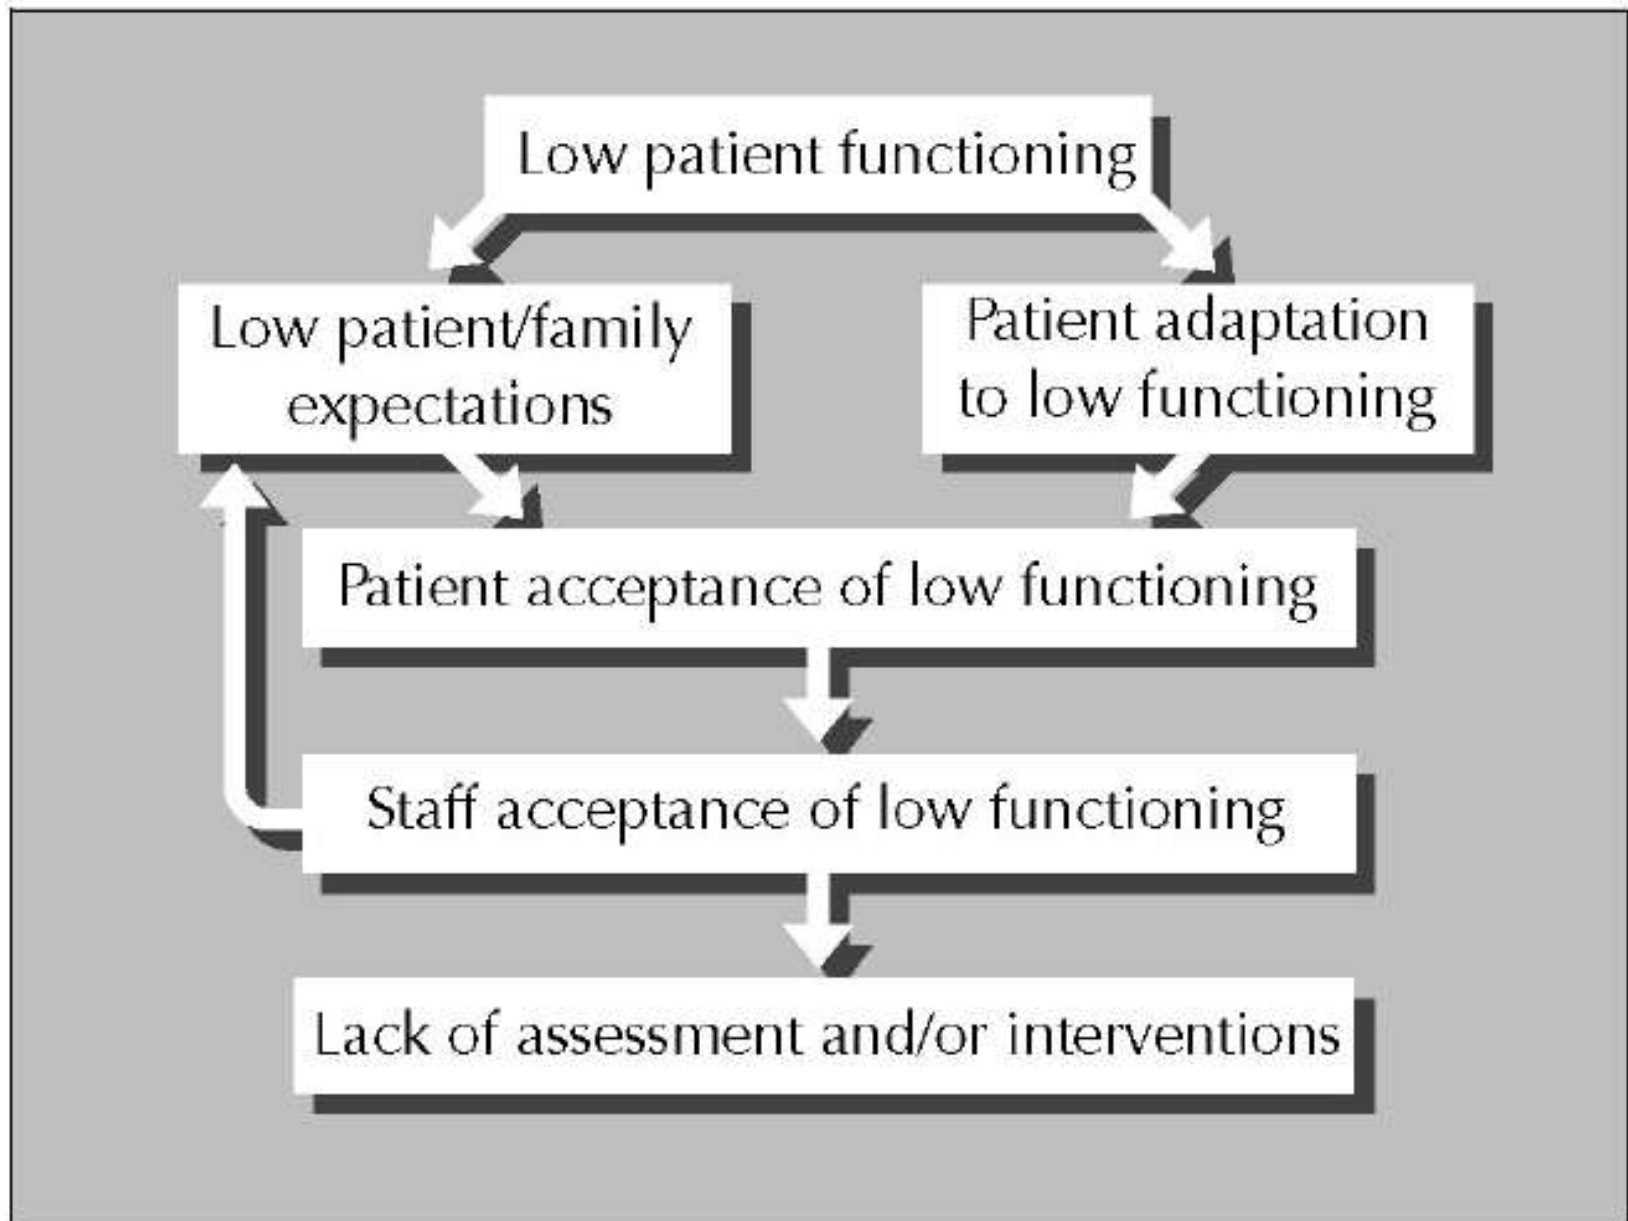 Low patient functioning
Low patient/family
expectations
Patient adaptation
to low functioning
Patient acceptance of low functioning
Staff acceptance of low functioning
Lack of assessment and/or interventions